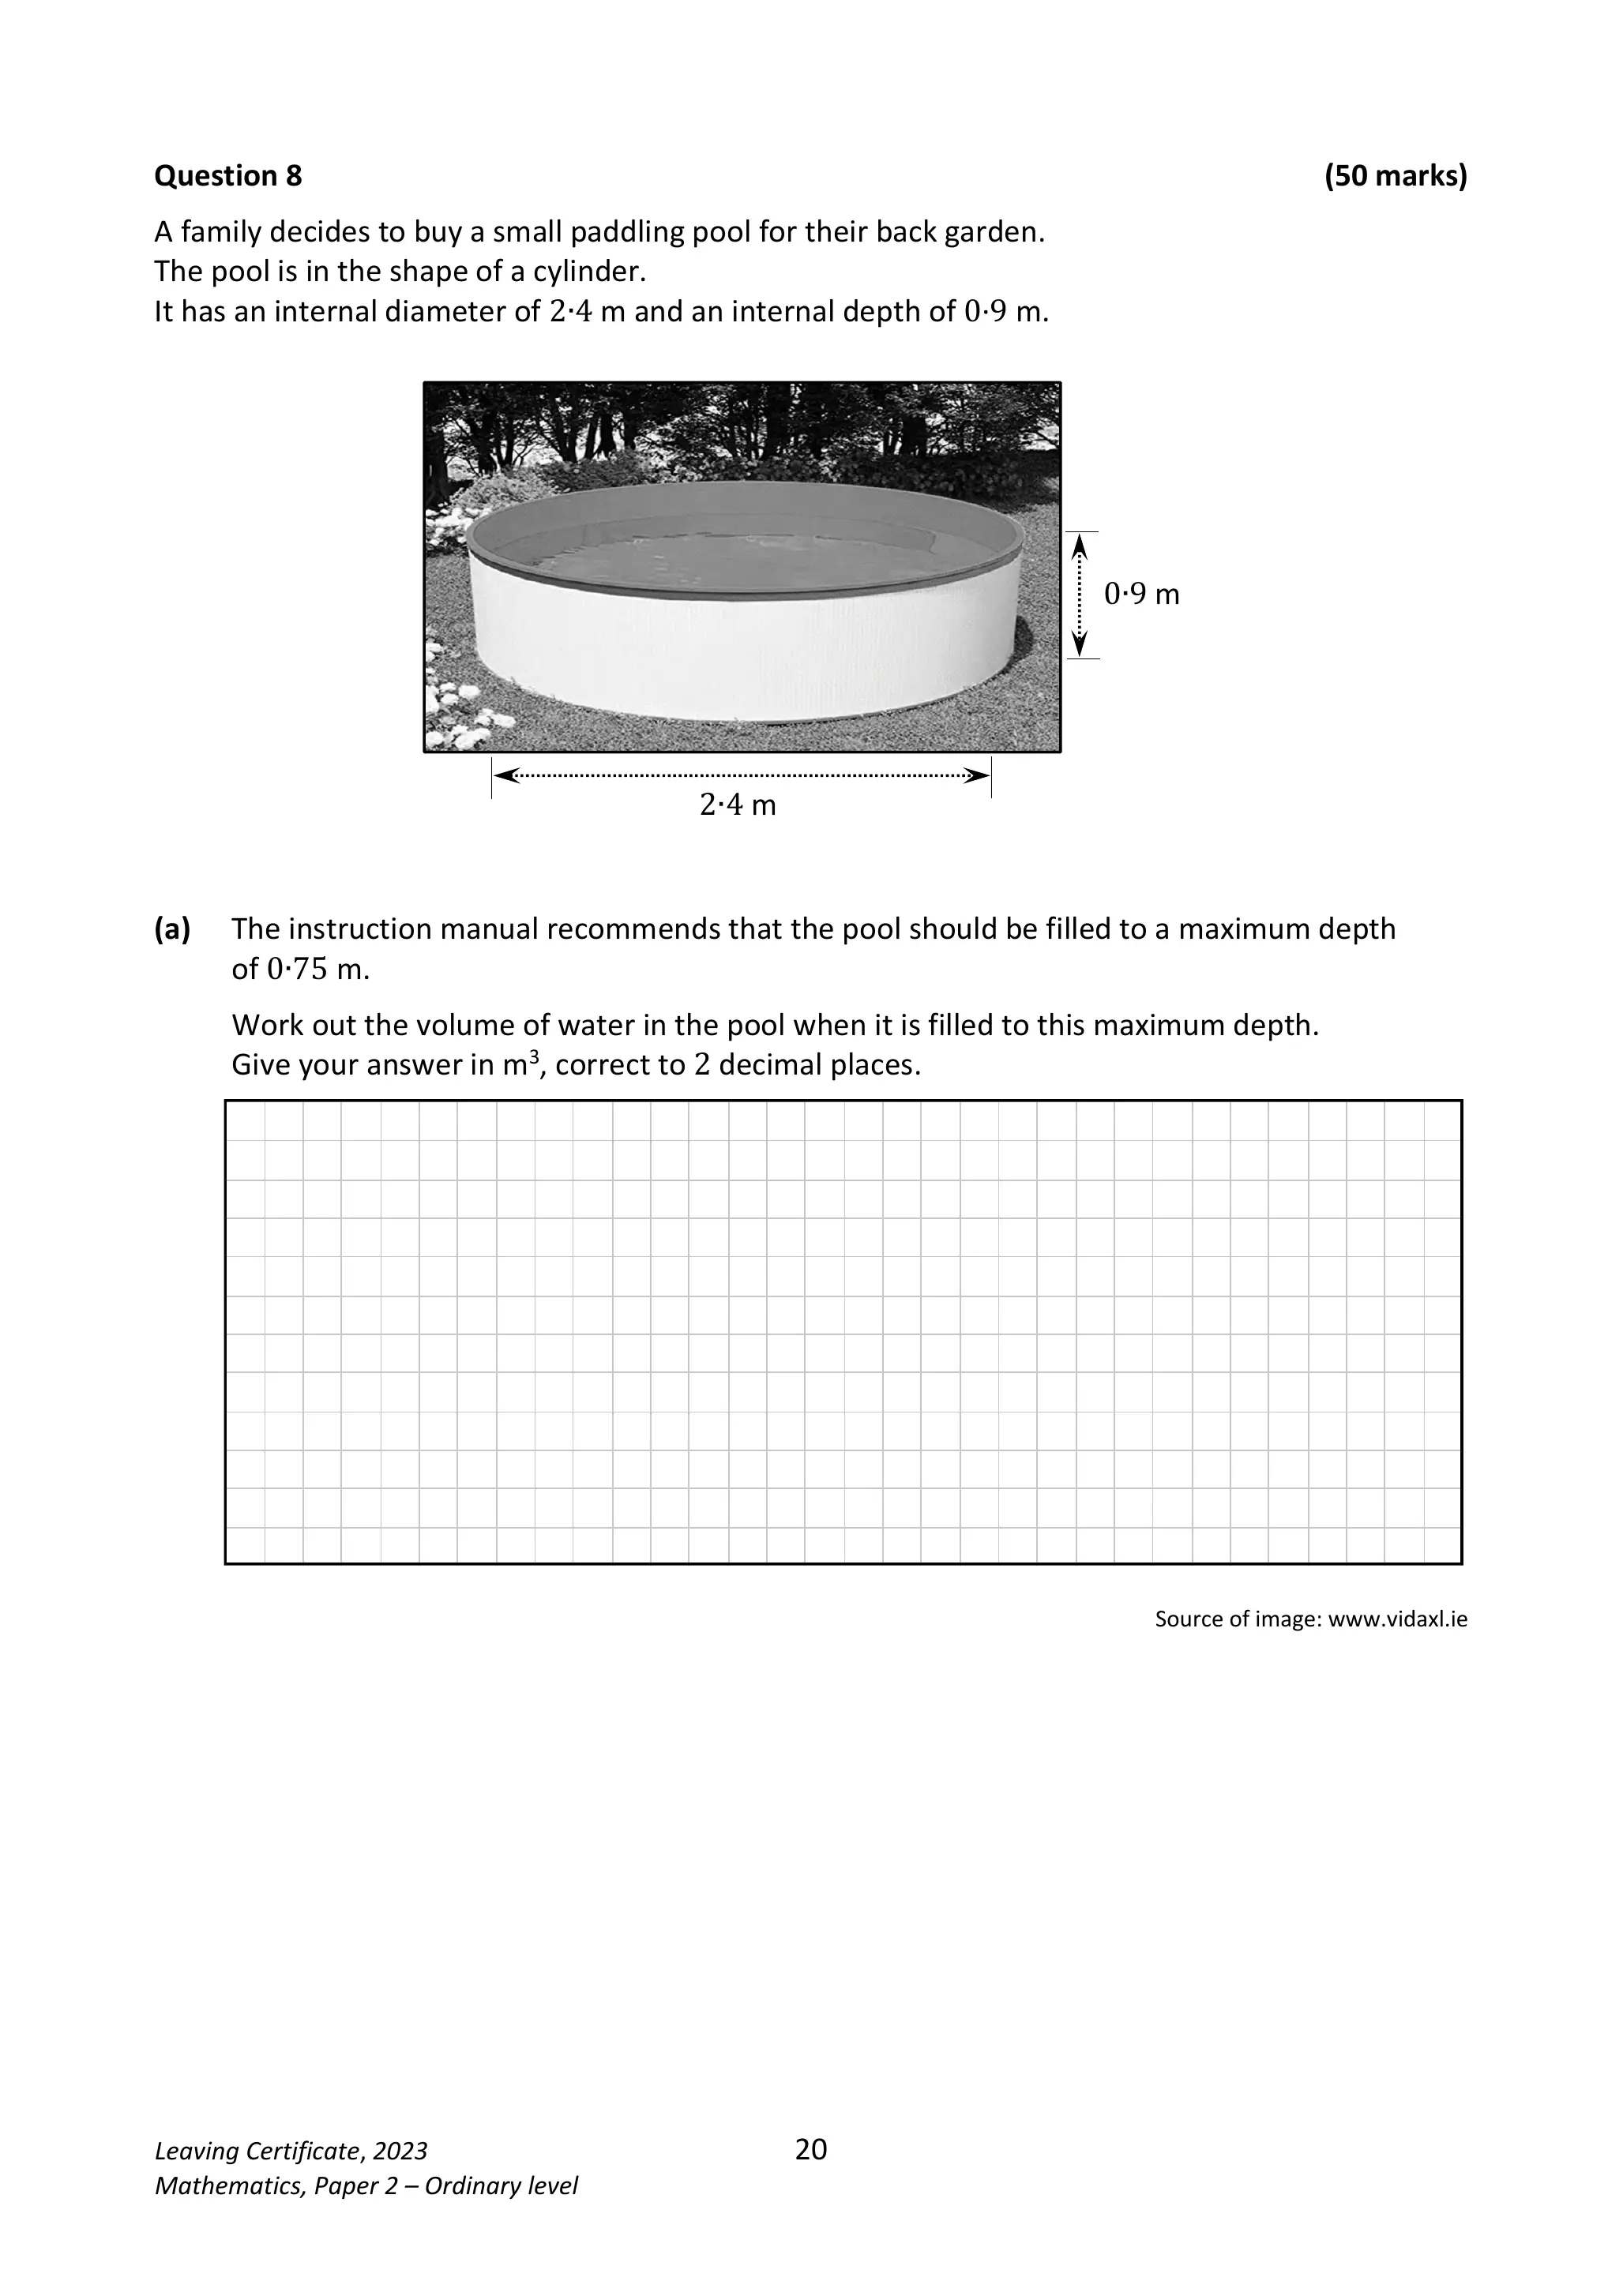 Question 8 (50 marks)
A family decides to buy a small paddling pool for their back garden.
The pool is in the shape of a cylinder.
It has an internal diameter of 2·4 m and an internal depth of 0·9 m.
0·9 m
2·4 m
(a) The instruction manual recommends that the pool should be filled to a maximum depth
of 0·75 m.
Work out the volume of water in the pool when it is filled to this maximum depth.
Give your answer in m³, correct to 2 decimal places.
Source of image: www.vidaxl.ie
Leaving Certificate, 2023 20
Mathematics, Paper 2 – Ordinary level